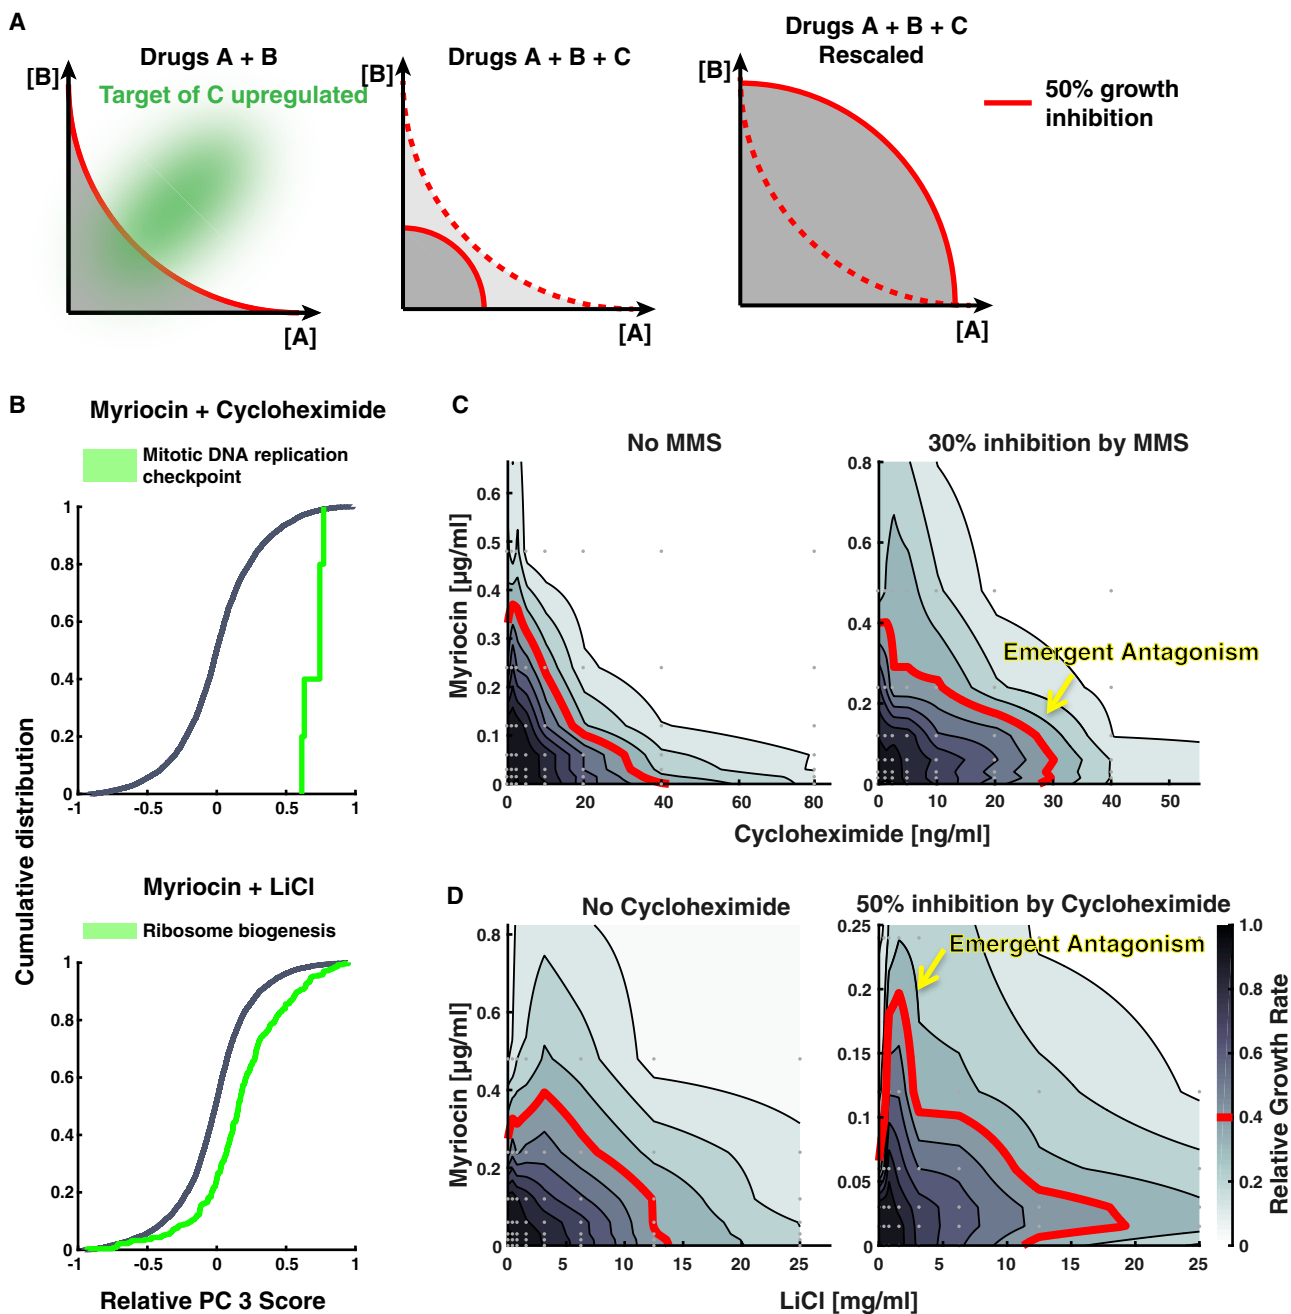 A
Drugs A + B
[B]
Target of C upregulated
[A]
Drugs A + B + C
[B]
[A]
Drugs A + B + C
Rescaled
[B]
[A]
50% growth
inhibition
B
Myriocin + Cycloheximide
Mitotic DNA replication
checkpoint
1
0.8
0.6
0.4
0.2
0
-1
-0.5
0
0.5
1
Cumulative distribution
Myriocin + LiCl
Ribosome biogenesis
1
0.8
0.6
0.4
0.2
0
-1
-0.5
0
0.5
1
Relative PC 3 Score
C
No MMS
Myriocin [µg/ml]
0.6
0.5
0.4
0.3
0.2
0.1
0
0
20
40
60
80
30% inhibition by MMS
0.8
0.6
0.4
0.2
0
0
10
20
30
40
50
Emergent Antagonism
Cycloheximide [ng/ml]
D
No Cycloheximide
Myriocin [µg/ml]
0.8
0.6
0.4
0.2
0
0
5
10
15
20
25
50% inhibition by Cycloheximide
0.25
0.2
0.15
0.1
0.05
0
0
5
10
15
20
25
Emergent Antagonism
LiCl [mg/ml]
1.0
0.8
0.6
0.4
0.2
0
Relative Growth Rate